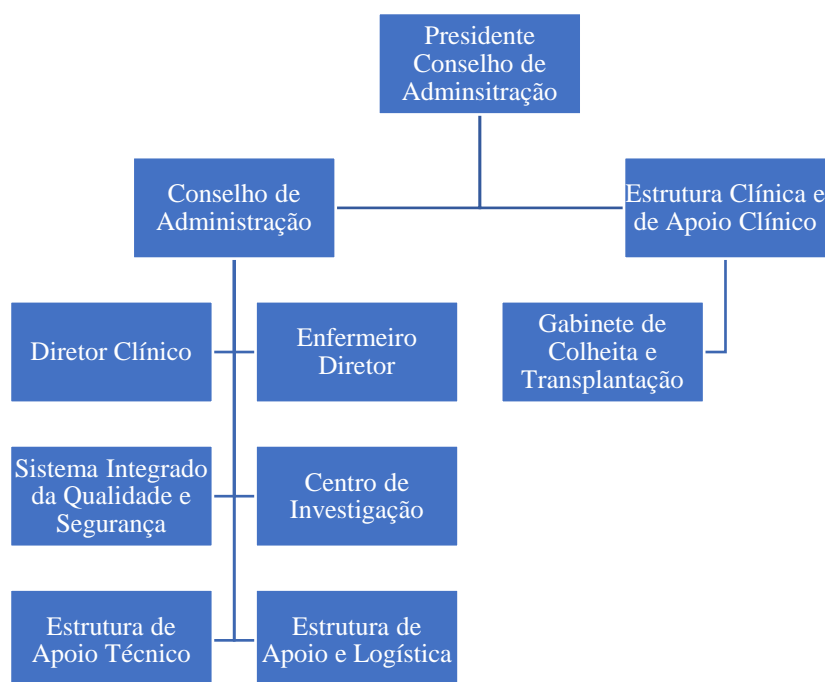 Presidente
Conselho de
Adminsitração
Conselho de
Administração
Estrutura Clínica e
de Apoio Clínico
Diretor Clínico
Enfermeiro
Diretor
Gabinete de
Colheita e
Transplantação
Sistema Integrado
da Qualidade e
Segurança
Centro de
Investigação
Estrutura de
Apoio Técnico
Estrutura de
Apoio e Logística